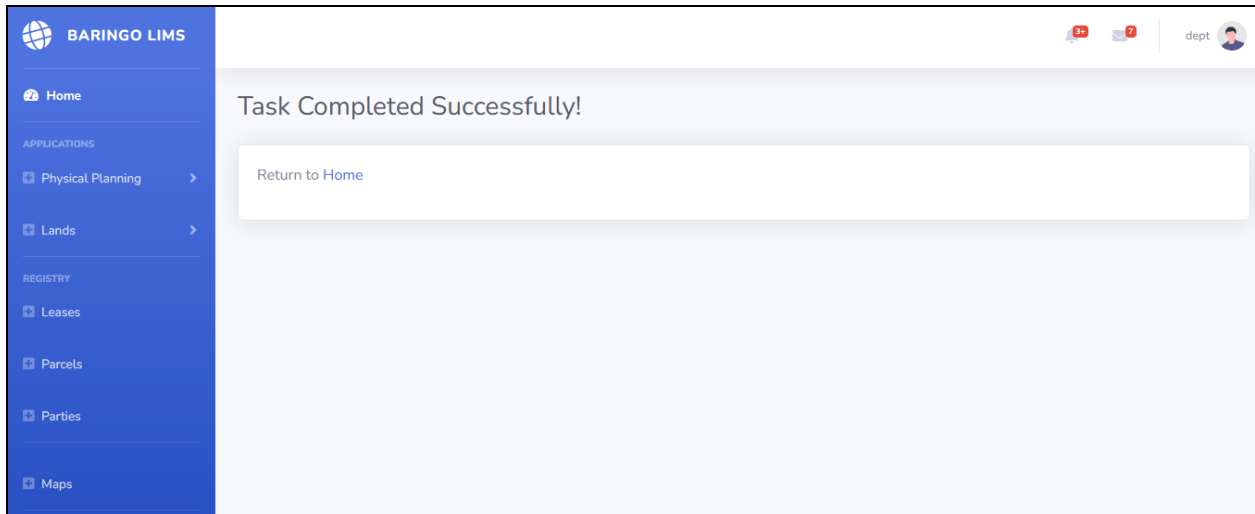 BARINGO LIMS
3+
7
dept
Home
Task Completed Successfully!
APPLICATIONS
Physical Planning
Return to Home
Lands
REGISTRY
Leases
Parcels
Parties
Maps